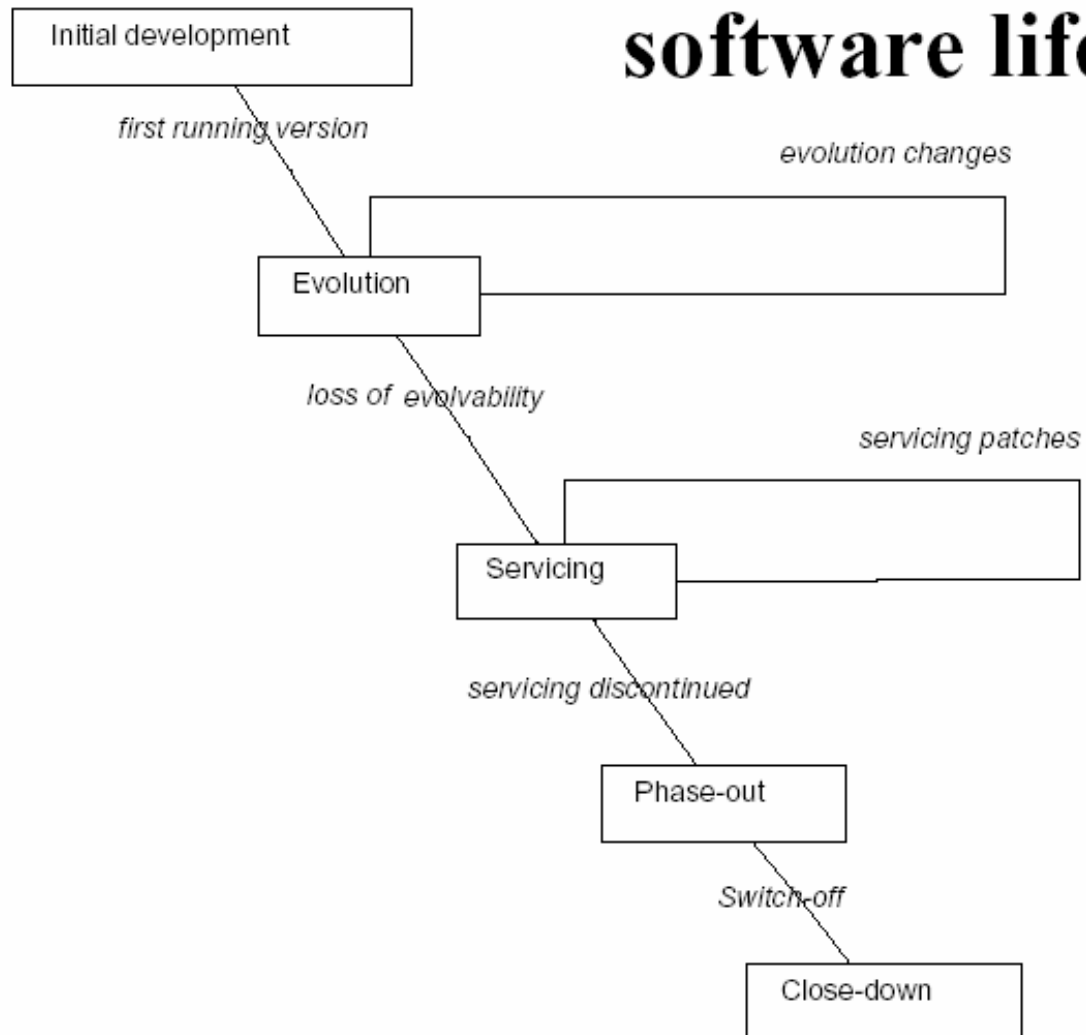 software life
Initial development
first running version
evolution changes
Evolution
loss of evolvability
servicing patches
Servicing
servicing discontinued
Phase-out
Switch-off
Close-down